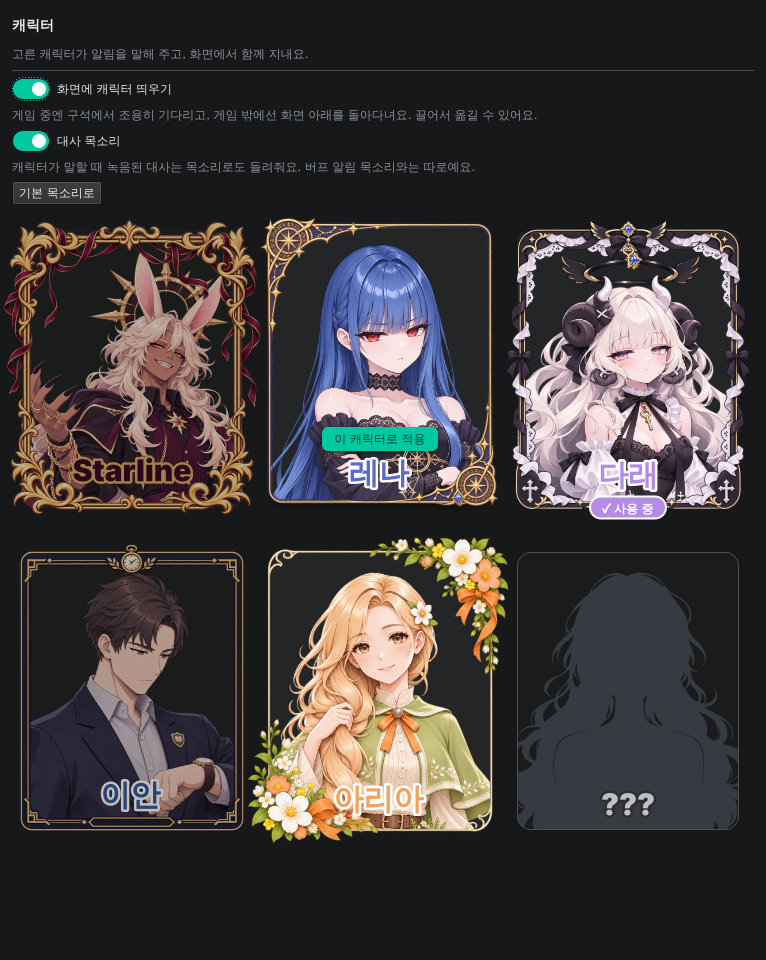 캐릭터
고른 캐릭터가 알림을 말해 주고, 화면에서 함께 지내요.
화면에 캐릭터 띄우기
게임 중엔 구석에서 조용히 기다리고, 게임 밖에선 화면 아래를 돌아다녀요. 끌어서 옮길 수 있어요.
대사 목소리
캐릭터가 말할 때 녹음된 대사는 목소리로도 들려줘요. 버프 알림 목소리와는 따로예요.
기본 목소리로
Starline
이 캐릭터로 적용
레나
다래
✓ 사용 중
이안
아리아
???